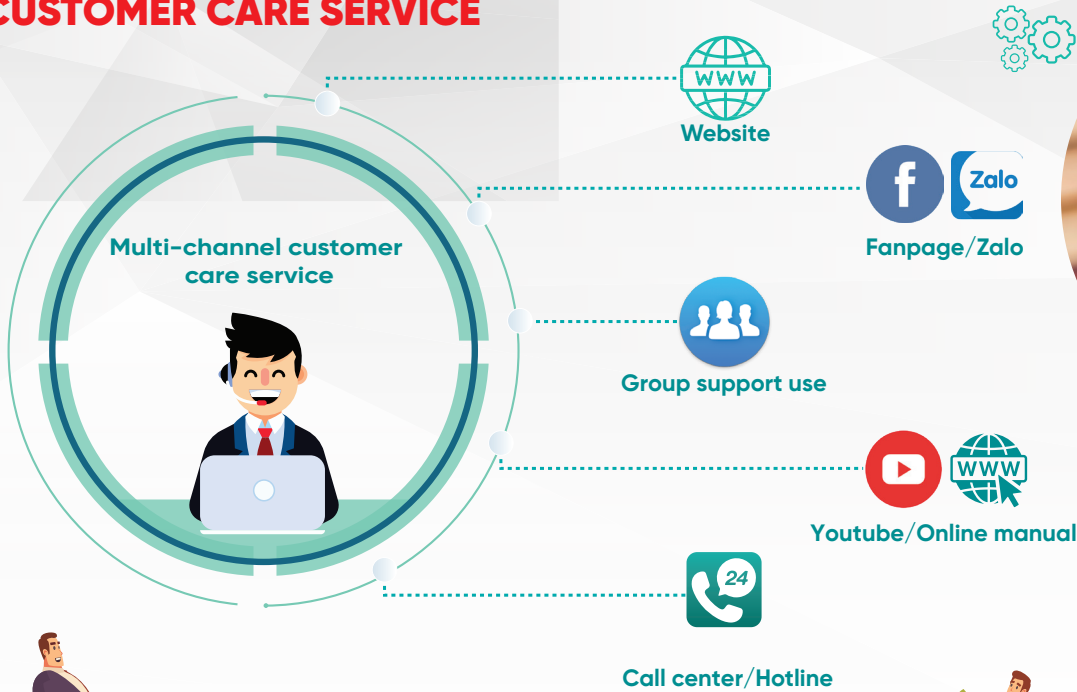 CUSTOMER CARE SERVICE
WWW
Website
f
Zalo
Fanpage/Zalo
Multi-channel customer
care service
Group support use
WWW
Youtube/Online manual
24
Call center/Hotline